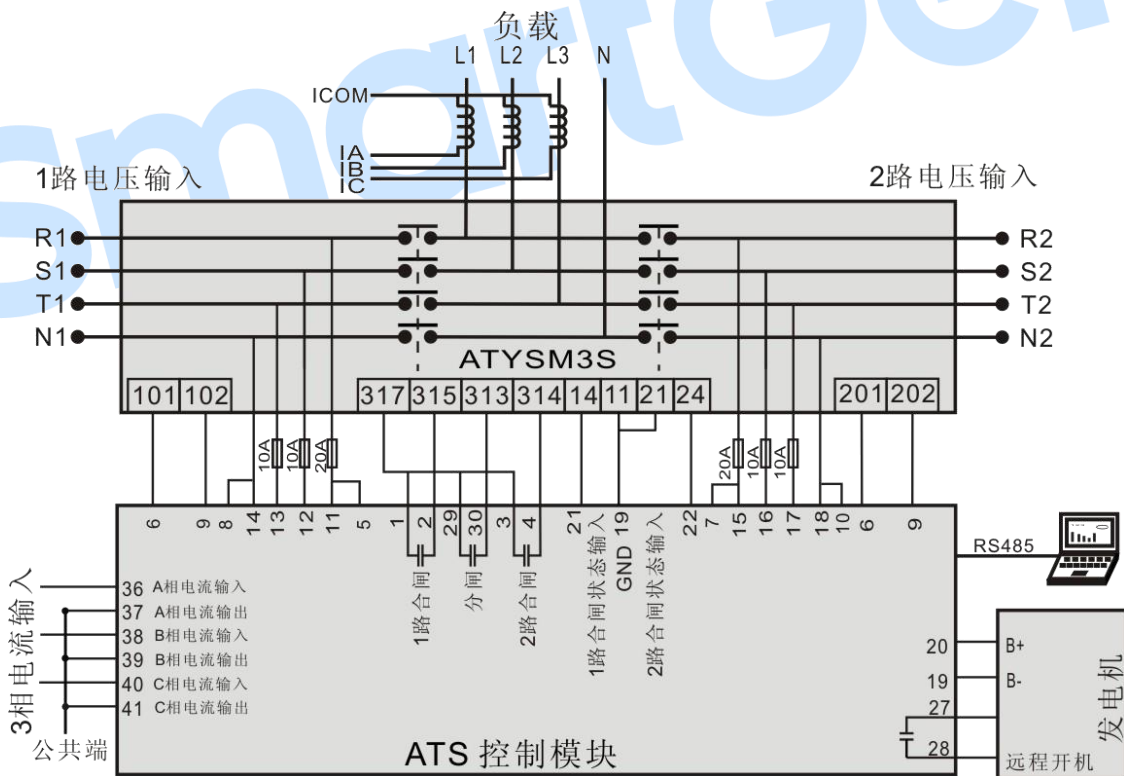 SmartGen
负载
L1 L2 L3 N
ICOM
IA
IB
IC
1路电压输入
2路电压输入
R1
S1
T1
N1
R2
S2
T2
N2
ATYSM3S
101 102
317 315 313 314 14 11 21 24
201 202
10A 10A 20A
20A 10A 10A
6 9 8 14 13 12 11 5 1 2 29 30 3 4 21 19 22 7 15 16 17 18 10 6 9
1路合闸
分闸
2路合闸
1路合闸状态输入
GND
2路合闸状态输入
RS485
3相电流输入
36 A相电流输入
37 A相电流输出
38 B相电流输入
39 B相电流输出
40 C相电流输入
41 C相电流输出
公共端
ATS 控制模块
20 B+
19 B-
27
28 远程开机
发电机